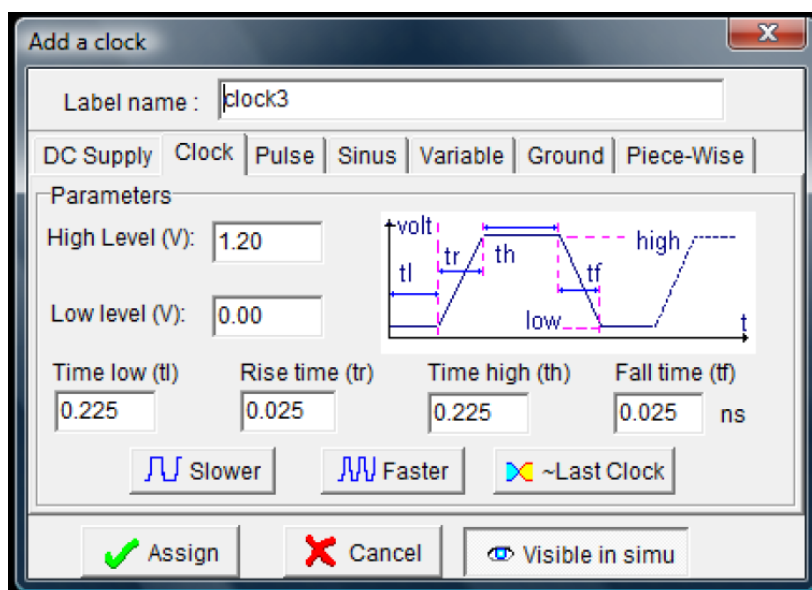 Add a clock
Label name : clock3
DC Supply Clock Pulse Sinus Variable Ground Piece-Wise
Parameters
High Level (V): 1.20
Low level (V): 0.00
volt
tl
tr
th
tf
high
low
t
Time low (tl) Rise time (tr) Time high (th) Fall time (tf)
0.225 0.025 0.225 0.025 ns
Slower Faster ~Last Clock
Assign Cancel Visible in simu